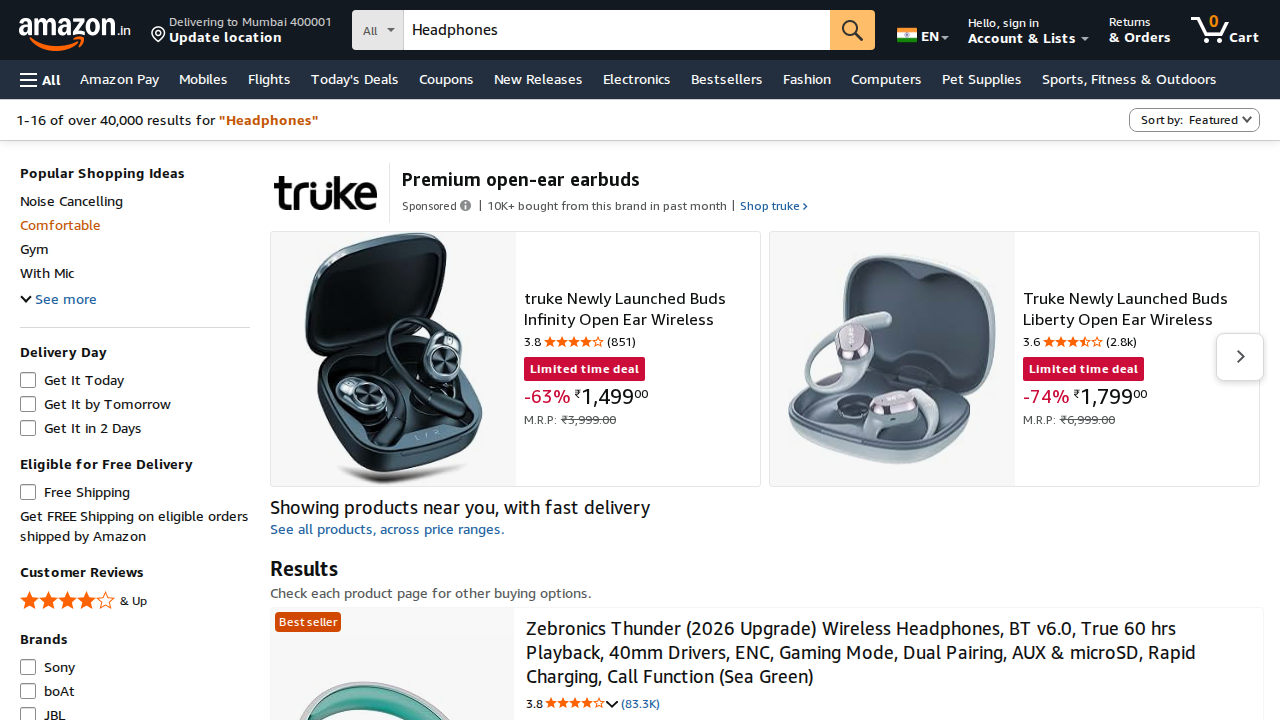 amazon.in
Delivering to Mumbai 400001
Update location
All
Headphones
EN
Hello, sign in
Account & Lists
Returns
& Orders
0
Cart
All
Amazon Pay
Mobiles
Flights
Today's Deals
Coupons
New Releases
Electronics
Bestsellers
Fashion
Computers
Pet Supplies
Sports, Fitness & Outdoors
1-16 of over 40,000 results for "Headphones"
Sort by: Featured
Popular Shopping Ideas
Noise Cancelling
Comfortable
Gym
With Mic
See more
Delivery Day
Get It Today
Get It by Tomorrow
Get It in 2 Days
Eligible for Free Delivery
Free Shipping
Get FREE Shipping on eligible orders
shipped by Amazon
Customer Reviews
& Up
Brands
Sony
boAt
JBL
truke
Premium open-ear earbuds
Sponsored | 10K+ bought from this brand in past month | Shop truke ›
truke Newly Launched Buds
Infinity Open Ear Wireless
3.8 (851)
Limited time deal
-63% ₹1,49900
M.R.P: ₹3,999.00
Truke Newly Launched Buds
Liberty Open Ear Wireless
3.6 (2.8k)
Limited time deal
-74% ₹1,79900
M.R.P: ₹6,999.00
Showing products near you, with fast delivery
See all products, across price ranges.
Results
Check each product page for other buying options.
Best seller
Zebronics Thunder (2026 Upgrade) Wireless Headphones, BT v6.0, True 60 hrs
Playback, 40mm Drivers, ENC, Gaming Mode, Dual Pairing, AUX & microSD, Rapid
Charging, Call Function (Sea Green)
3.8 (83.3K)